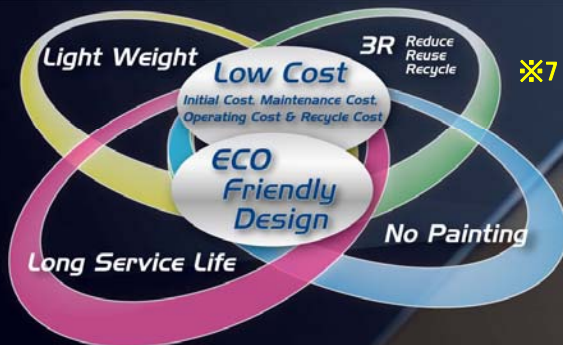 Light Weight
3R Reduce
Reuse
Recycle
※7
Low Cost
Initial Cost, Maintenance Cost,
Operating Cost & Recycle Cost
ECO
Friendly
Design
No Painting
Long Service Life